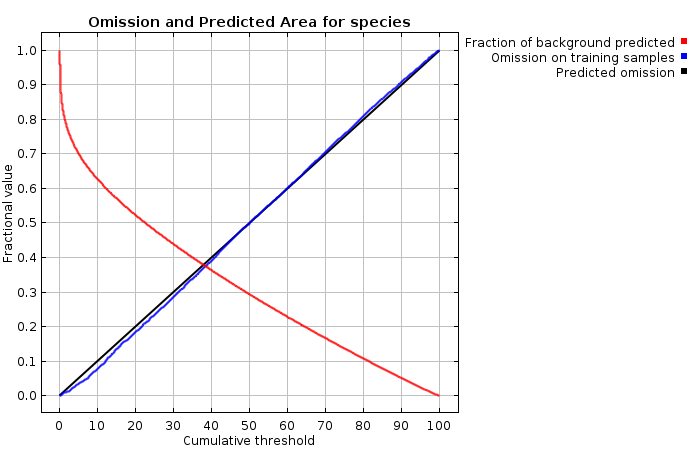 Omission and Predicted Area for species
Fraction of background predicted
Omission on training samples
Predicted omission
Fractional value
1.0
0.9
0.8
0.7
0.6
0.5
0.4
0.3
0.2
0.1
0.0
0 10 20 30 40 50 60 70 80 90 100
Cumulative threshold